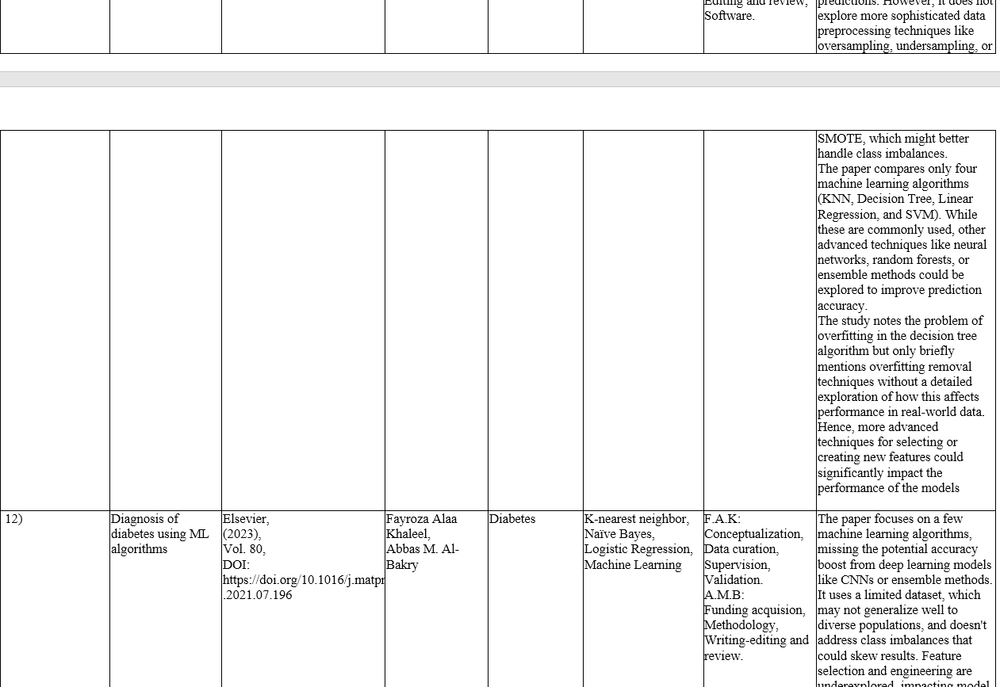 Editing and review,
Software.
predictions. However, it does not
explore more sophisticated data
preprocessing techniques like
oversampling, undersampling, or
SMOTE, which might better
handle class imbalances.
The paper compares only four
machine learning algorithms
(KNN, Decision Tree, Linear
Regression, and SVM). While
these are commonly used, other
advanced techniques like neural
networks, random forests, or
ensemble methods could be
explored to improve prediction
accuracy.
The study notes the problem of
overfitting in the decision tree
algorithm but only briefly
mentions overfitting removal
techniques without a detailed
exploration of how this affects
performance in real-world data.
Hence, more advanced
techniques for selecting or
creating new features could
significantly impact the
performance of the models
12)
Diagnosis of
diabetes using ML
algorithms
Elsevier,
(2023),
Vol. 80,
DOI:
https://doi.org/10.1016/j.matpr
.2021.07.196
Fayroza Alaa
Khaleel,
Abbas M. Al-
Bakry
Diabetes
K-nearest neighbor,
Naïve Bayes,
Logistic Regression,
Machine Learning
F.A.K:
Conceptualization,
Data curation,
Supervision,
Validation.
A.M.B:
Funding acquision,
Methodology,
Writing-editing and
review.
The paper focuses on a few
machine learning algorithms,
missing the potential accuracy
boost from deep learning models
like CNNs or ensemble methods.
It uses a limited dataset, which
may not generalize well to
diverse populations, and doesn't
address class imbalances that
could skew results. Feature
selection and engineering are
underexplored, impacting model